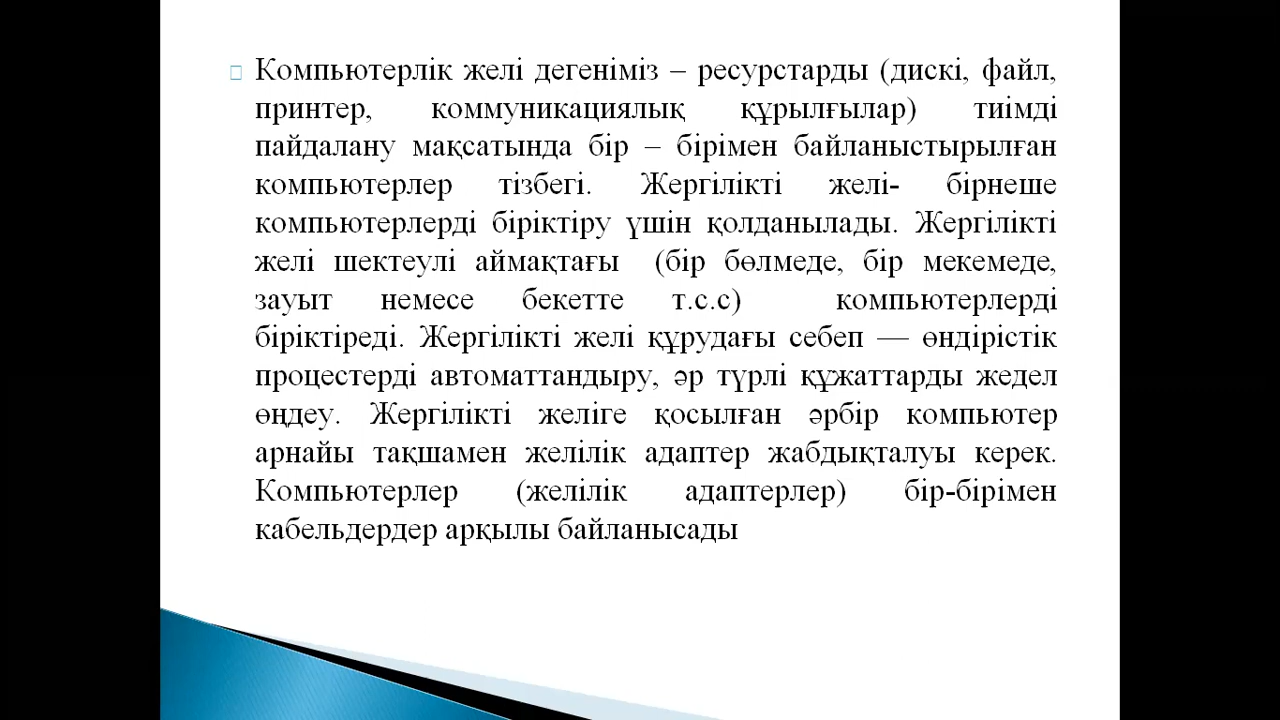 Компьютерлік желі дегеніміз – ресурстарды (дискі, файл,
принтер, коммуникациялық құрылғылар) тиімді
пайдалану мақсатында бір – бірімен байланыстырылған
компьютерлер тізбегі. Жергілікті желі- бірнеше
компьютерлерді біріктіру үшін қолданылады. Жергілікті
желі шектеулі аймақтағы (бір бөлмеде, бір мекемеде,
зауыт немесе бекетте т.с.с) компьютерлерді
біріктіреді. Жергілікті желі құрудағы себеп — өндірістік
процестерді автоматтандыру, әр түрлі құжаттарды жедел
өңдеу. Жергілікті желіге қосылған әрбір компьютер
арнайы тақшамен желілік адаптер жабдықталуы керек.
Компьютерлер (желілік адаптерлер) бір-бірімен
кабельдердер арқылы байланысады